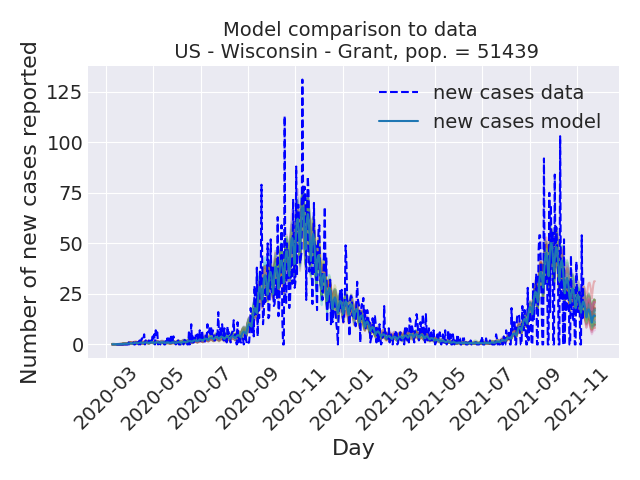 Model comparison to data
US - Wisconsin - Grant, pop. = 51439
Number of new cases reported
125
100
75
50
25
0
new cases data
new cases model
2020-03
2020-05
2020-07
2020-09
2020-11
2021-01
2021-03
2021-05
2021-07
2021-09
2021-11
Day